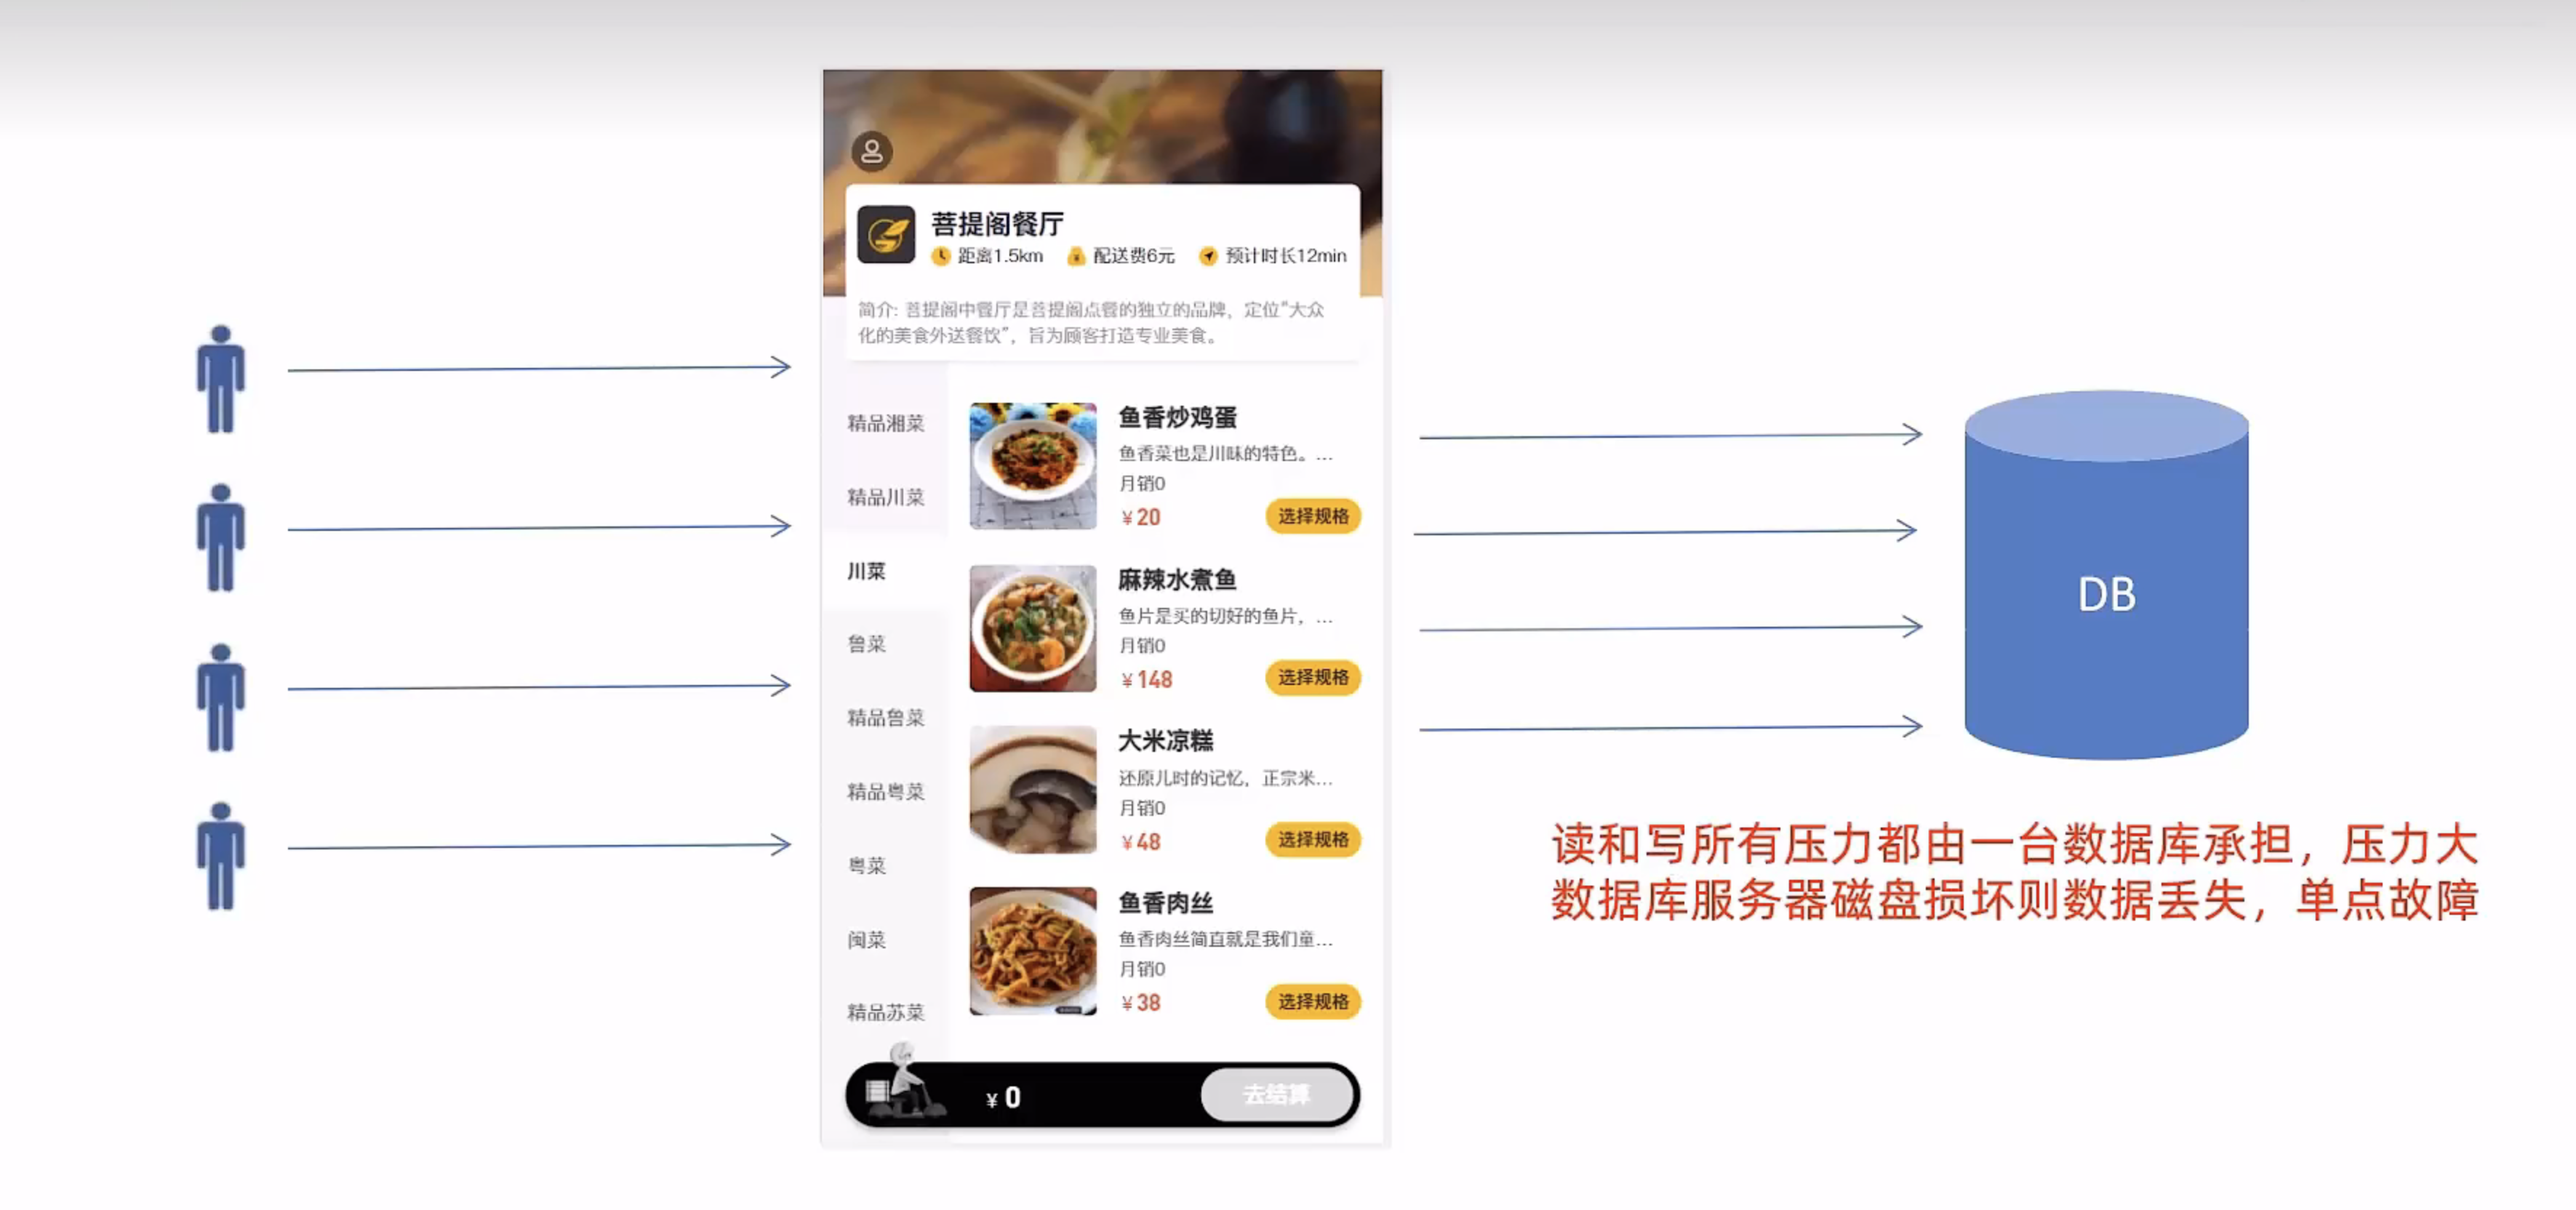 菩提阁餐厅
距离1.5km 配送费6元 预计时长12min
简介: 菩提阁中餐厅是菩提阁点餐的独立的品牌，定位“大众
化的美食外送餐饮”，旨为顾客打造专业美食。
精品湘菜
精品川菜
川菜
鲁菜
精品鲁菜
精品粤菜
粤菜
闽菜
精品苏菜
鱼香炒鸡蛋
鱼香菜也是川味的特色。...
月销0
¥20 选择规格
麻辣水煮鱼
鱼片是买的切好的鱼片，...
月销0
¥148 选择规格
大米凉糕
还原儿时的记忆，正宗米...
月销0
¥48 选择规格
鱼香肉丝
鱼香肉丝简直就是我们童...
月销0
¥38 选择规格
¥0 去结算
DB
读和写所有压力都由一台数据库承担，压力大
数据库服务器磁盘损坏则数据丢失，单点故障